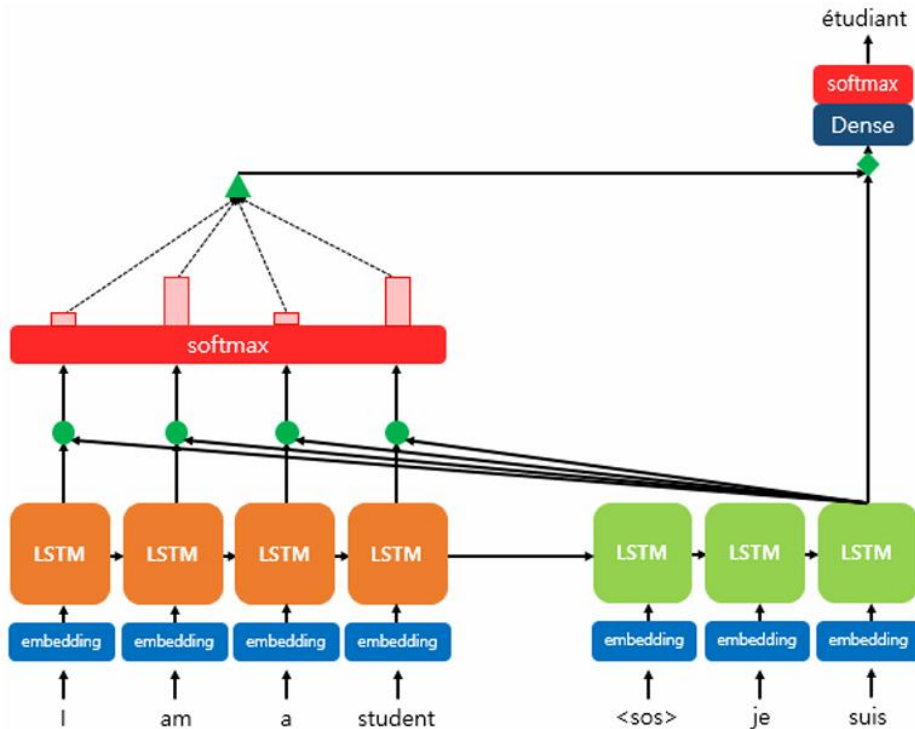 étudiant
softmax
Dense
softmax
LSTM LSTM LSTM LSTM LSTM LSTM LSTM
embedding embedding embedding embedding embedding embedding embedding
I am a student <sos> je suis